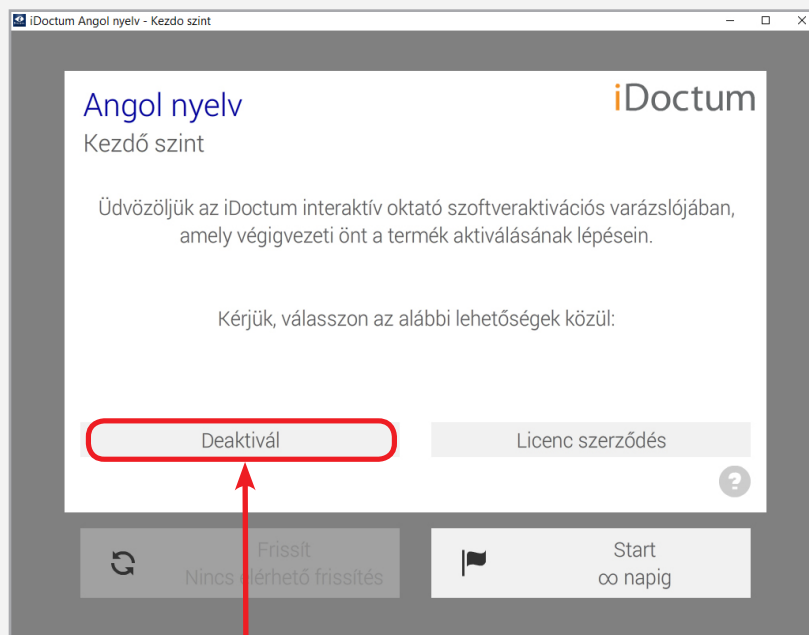 iDoctum Angol nyelv - Kezdo szint
Angol nyelv
iDoctum
Kezdő szint
Üdvözöljük az iDoctum interaktív oktató szoftveraktivációs varázslójában,
amely végigvezeti önt a termék aktiválásának lépésein.
Kérjük, válasszon az alábbi lehetőségek közül:
Deaktivál
Licenc szerződés
?
Frissít
Nincs elérhető frissítés
Start
∞ napig